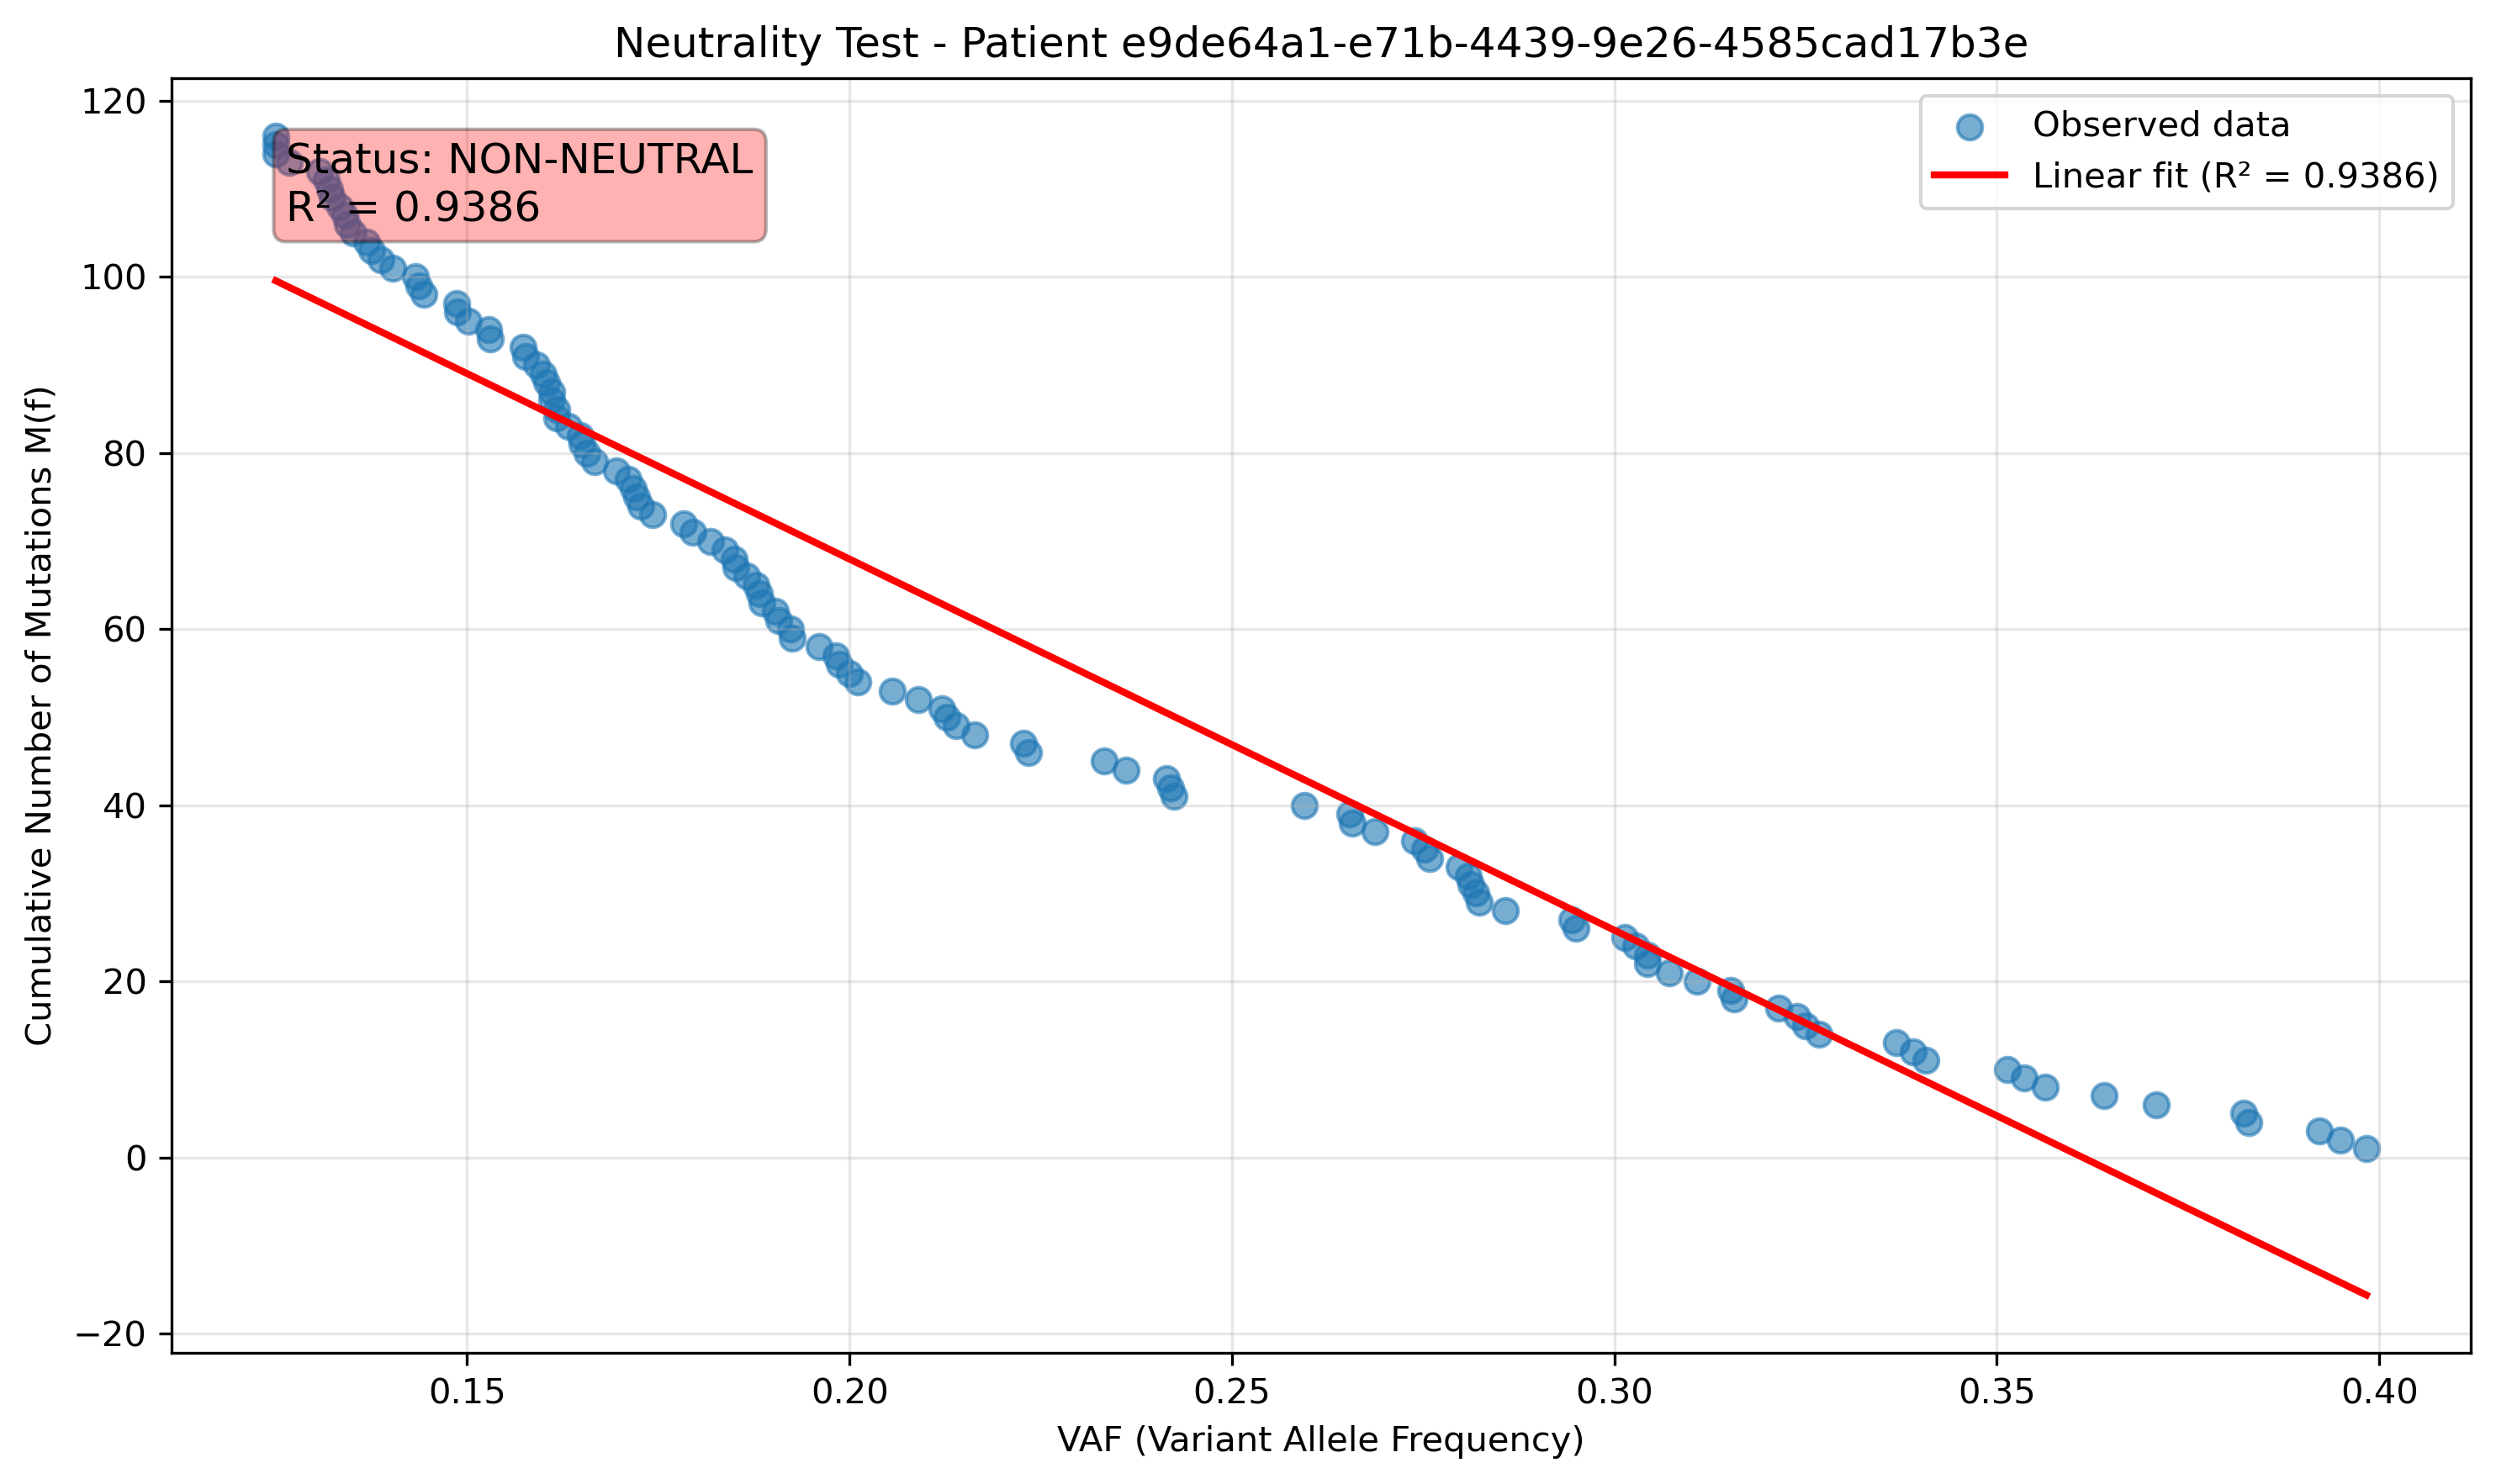 Neutrality Test - Patient e9de64a1-e71b-4439-9e26-4585cad17b3e
Status: NON-NEUTRAL
R² = 0.9386
Observed data
Linear fit (R² = 0.9386)
Cumulative Number of Mutations M(f)
120
100
80
60
40
20
0
−20
0.15 0.20 0.25 0.30 0.35 0.40
VAF (Variant Allele Frequency)